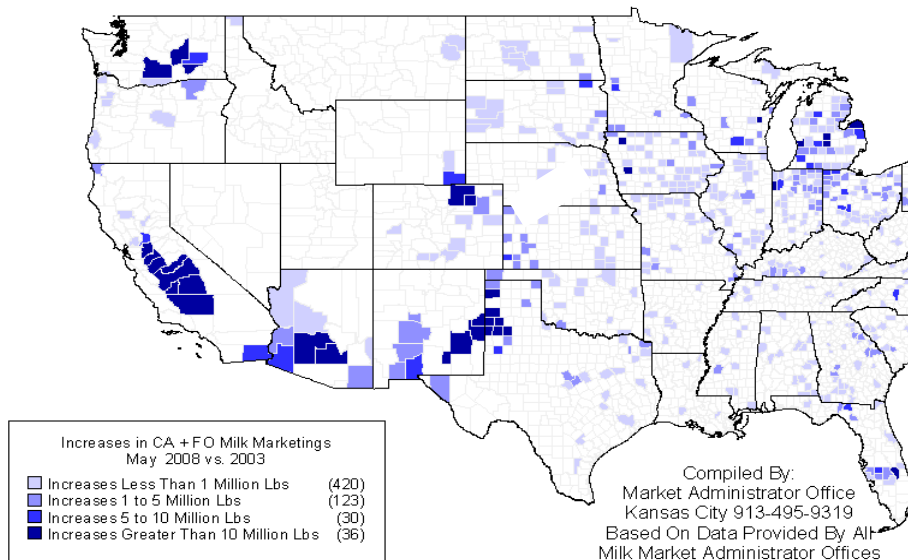 Increases in CA + FO Milk Marketings
May 2008 vs. 2003
Increases Less Than 1 Million Lbs (420)
Increases 1 to 5 Million Lbs (123)
Increases 5 to 10 Million Lbs (30)
Increases Greater Than 10 Million Lbs (36)
Compiled By:
Market Administrator Office
Kansas City 913-495-9319
Based On Data Provided By All
Milk Market Administrator Offices